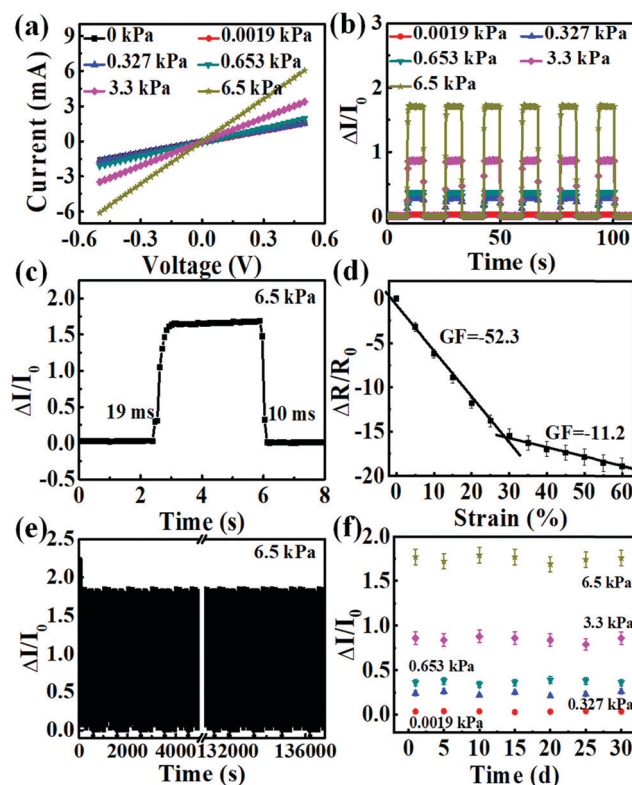 (a)
0 kPa 0.0019 kPa
0.327 kPa 0.653 kPa
3.3 kPa 6.5 kPa
Current (mA)
6
3
0
-3
-6
-0.6 -0.3 0.0 0.3 0.6
Voltage (V)
(b)
0.0019 kPa
0.327 kPa 0.653 kPa
3.3 kPa
6.5 kPa
ΔI/I0
3
2
1
0
0 50 100
Time (s)
(c)
6.5 kPa
ΔI/I0
2.0
1.5
1.0
0.5
0.0
-0.5
19 ms 10 ms
0 2 4 6 8
Time (s)
(d)
ΔR/R0
0
-5
-10
-15
-20
GF=-52.3
GF=-11.2
0 10 20 30 40 50 60
Strain (%)
(e)
6.5 kPa
ΔI/I0
2.5
2.0
1.5
1.0
0.5
0.0
0 2000 4000 132000 136000
Time (s)
(f)
ΔI/I0
2.0
1.5
1.0
0.5
0.0
6.5 kPa
3.3 kPa
0.653 kPa
0.327 kPa
0.0019 kPa
0 5 10 15 20 25 30
Time (d)